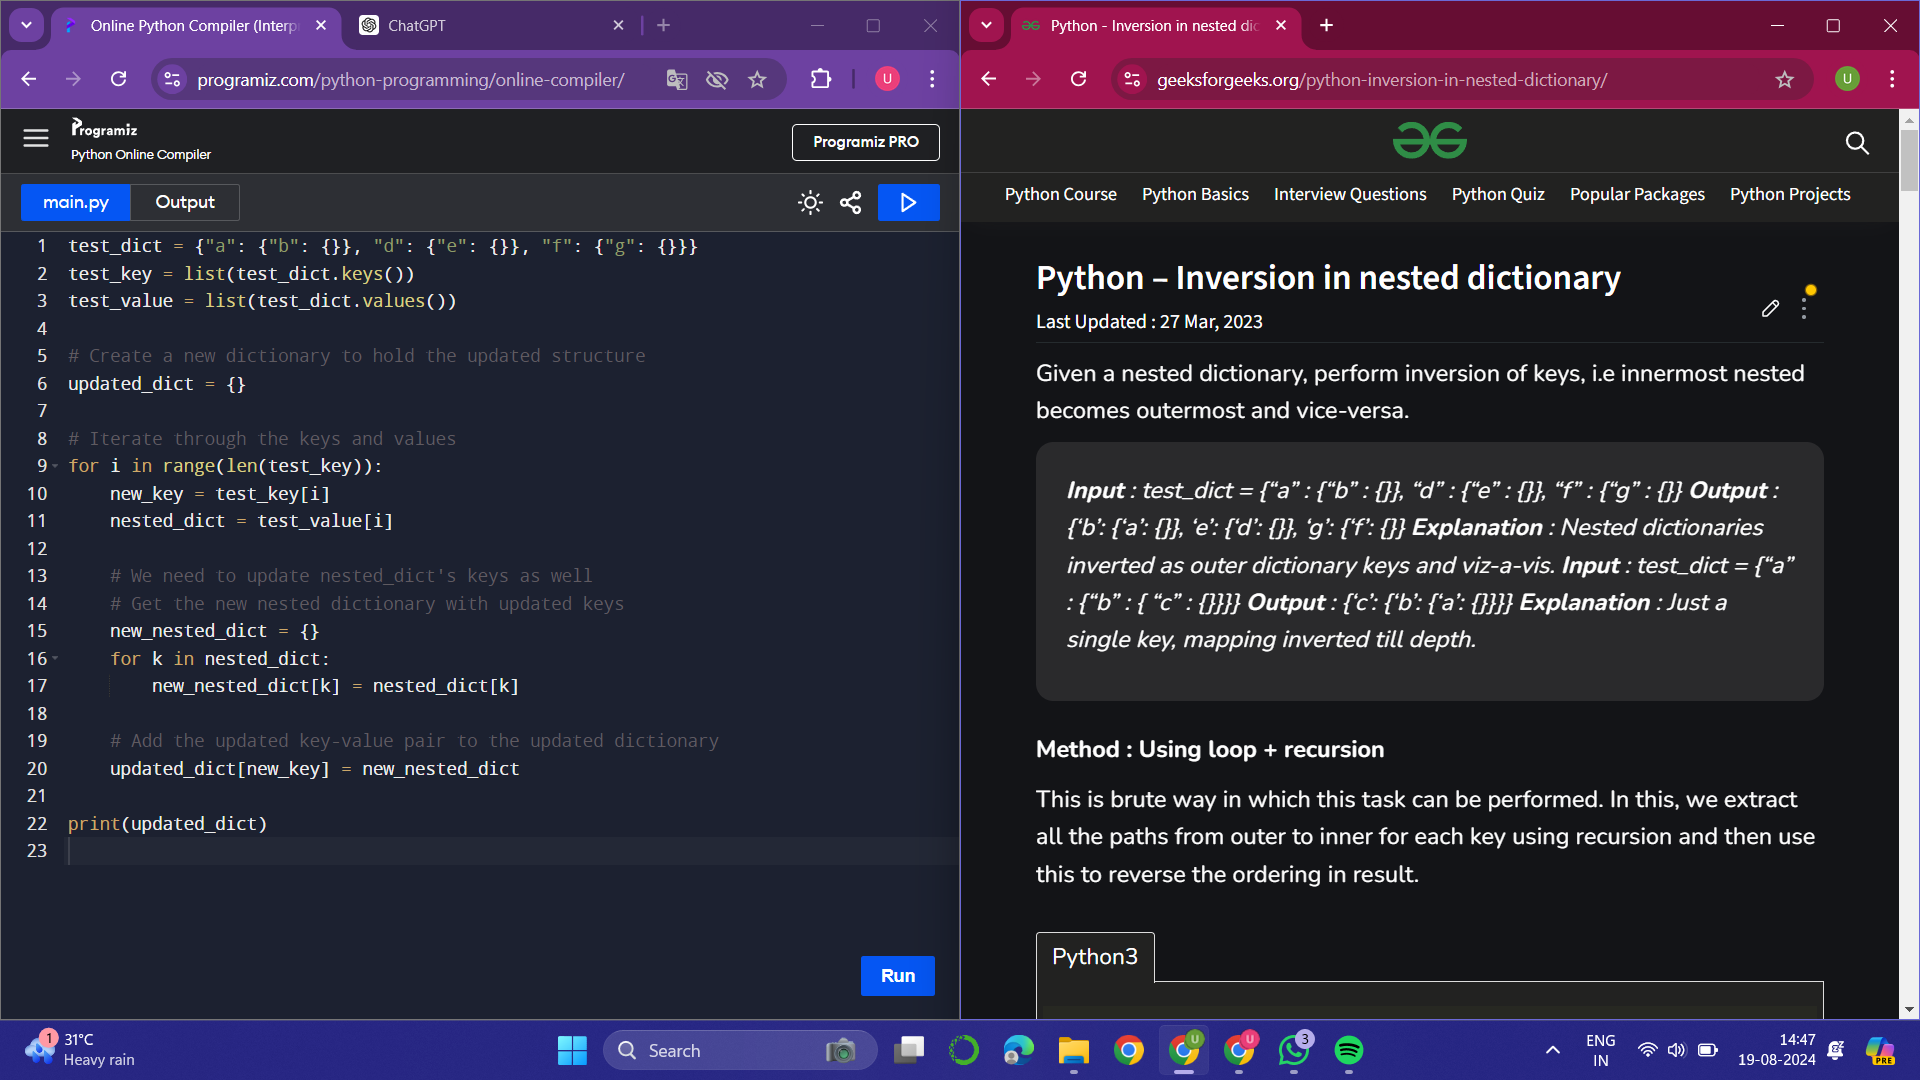 Online Python Compiler (Interp
ChatGPT
programiz.com/python-programming/online-compiler/
U
Programiz
Python Online Compiler
Programiz PRO
main.py
Output
1 test_dict = {"a": {"b": {}}, "d": {"e": {}}, "f": {"g": {}}}
2 test_key = list(test_dict.keys())
3 test_value = list(test_dict.values())
4
5 # Create a new dictionary to hold the updated structure
6 updated_dict = {}
7
8 # Iterate through the keys and values
9 for i in range(len(test_key)):
10 new_key = test_key[i]
11 nested_dict = test_value[i]
12
13 # We need to update nested_dict's keys as well
14 # Get the new nested dictionary with updated keys
15 new_nested_dict = {}
16 for k in nested_dict:
17 new_nested_dict[k] = nested_dict[k]
18
19 # Add the updated key-value pair to the updated dictionary
20 updated_dict[new_key] = new_nested_dict
21
22 print(updated_dict)
23
Run
Python - Inversion in nested dic
geeksforgeeks.org/python-inversion-in-nested-dictionary/
U
Python Course Python Basics Interview Questions Python Quiz Popular Packages Python Projects
Python – Inversion in nested dictionary
Last Updated : 27 Mar, 2023
Given a nested dictionary, perform inversion of keys, i.e innermost nested
becomes outermost and vice-versa.
Input : test_dict = {“a” : {“b” : {}}, “d” : {“e” : {}}, “f” : {“g” : {}} Output :
{‘b’: {‘a’: {}}, ‘e’: {‘d’: {}}, ‘g’: {‘f’: {}} Explanation : Nested dictionaries
inverted as outer dictionary keys and viz-a-vis. Input : test_dict = {“a”
: {“b” : { “c” : {}}}} Output : {‘c’: {‘b’: {‘a’: {}}}} Explanation : Just a
single key, mapping inverted till depth.
Method : Using loop + recursion
This is brute way in which this task can be performed. In this, we extract
all the paths from outer to inner for each key using recursion and then use
this to reverse the ordering in result.
Python3
1
31°C
Heavy rain
Search
U
U
3
ENG
IN
14:47
19-08-2024
PRE